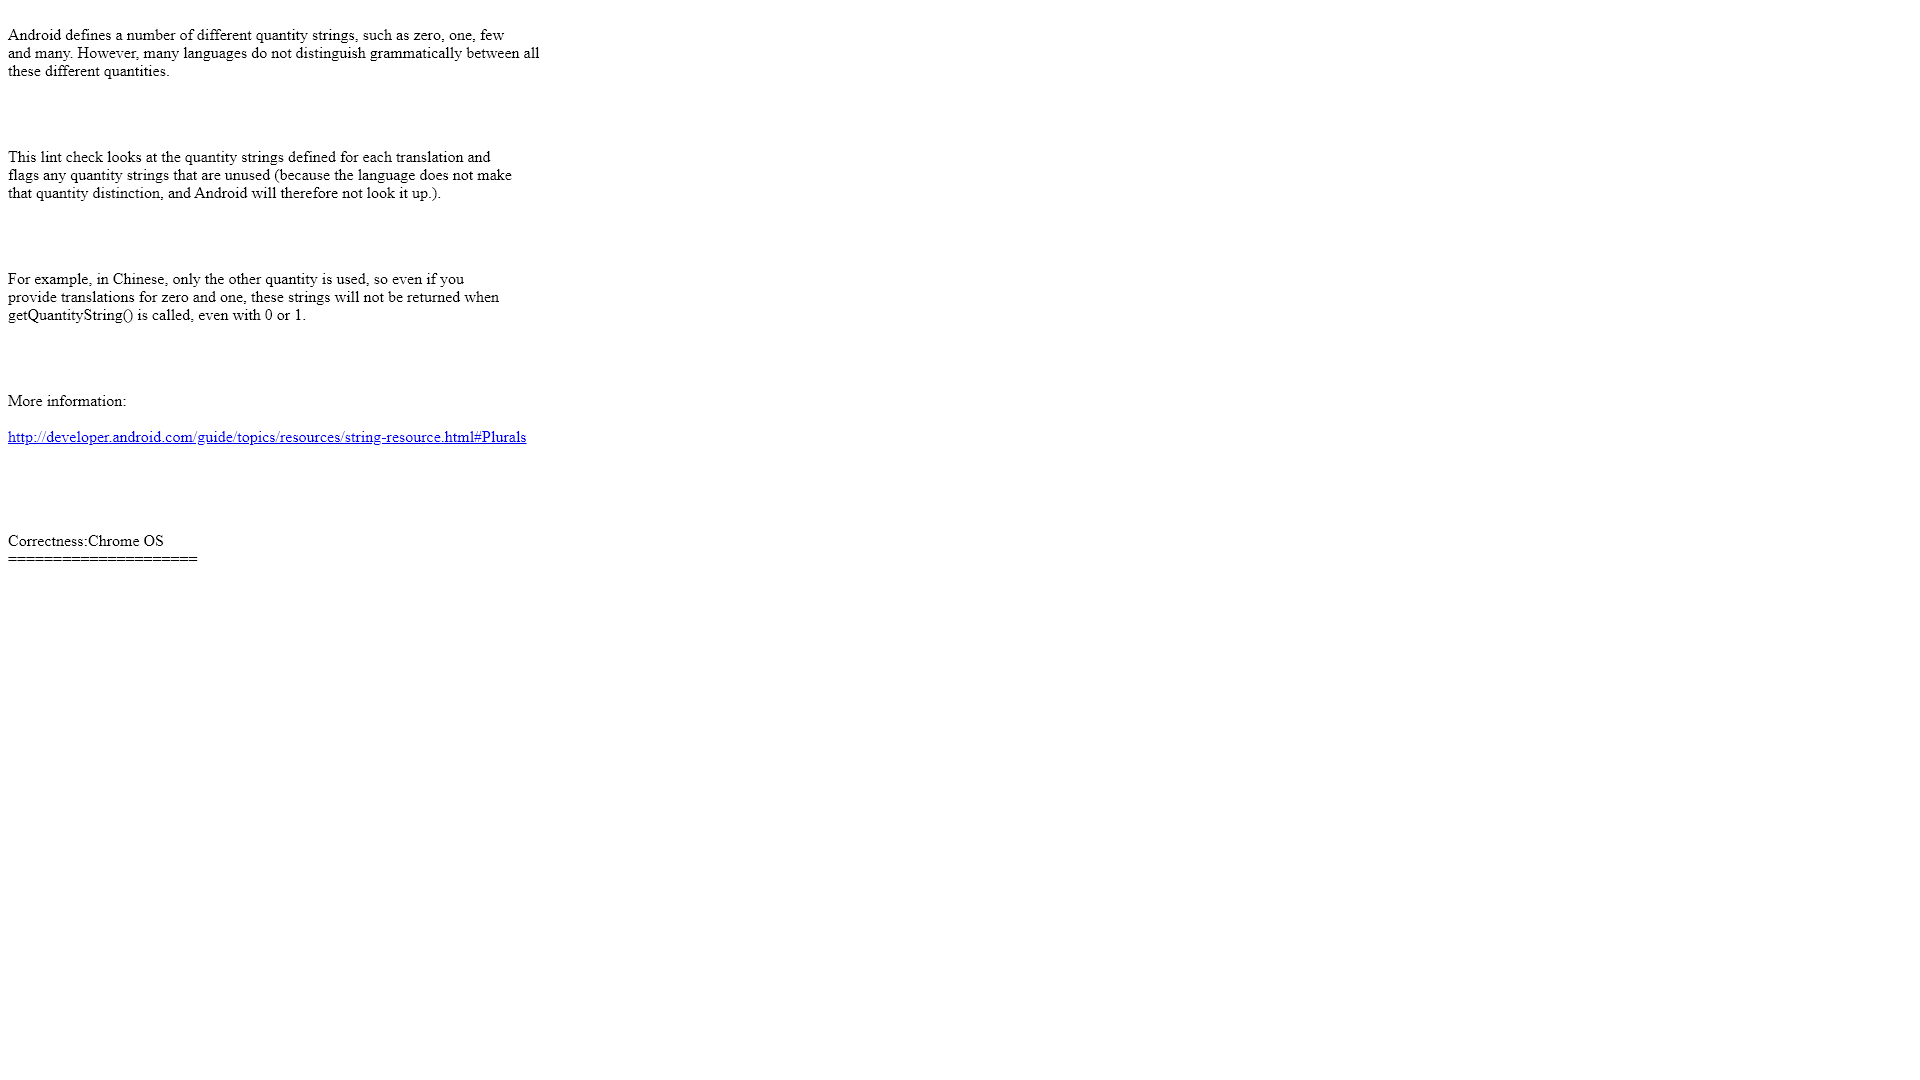 Android defines a number of different quantity strings, such as zero, one, few
and many. However, many languages do not distinguish grammatically between all
these different quantities.
This lint check looks at the quantity strings defined for each translation and
flags any quantity strings that are unused (because the language does not make
that quantity distinction, and Android will therefore not look it up.).
For example, in Chinese, only the other quantity is used, so even if you
provide translations for zero and one, these strings will not be returned when
getQuantityString() is called, even with 0 or 1.
More information:
http://developer.android.com/guide/topics/resources/string-resource.html#Plurals
Correctness:Chrome OS
=====================